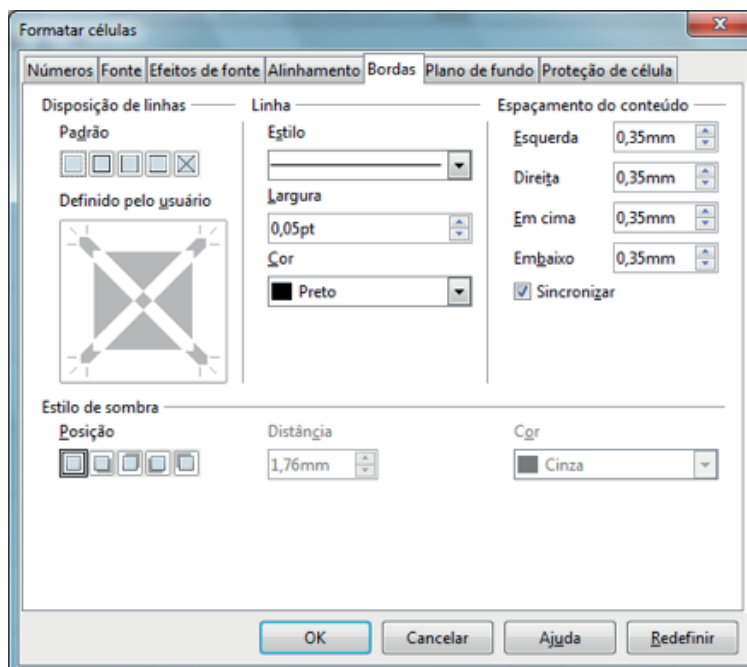 Formatar células
Números Fonte Efeitos de fonte Alinhamento Bordas Plano de fundo Proteção de célula
Disposição de linhas
Padrão
Definido pelo usuário
Linha
Estilo
Largura
0,05pt
Cor
Preto
Espaçamento do conteúdo
Esquerda 0,35mm
Direita 0,35mm
Em cima 0,35mm
Embaixo 0,35mm
Sincronizar
Estilo de sombra
Posição
Distância
1,76mm
Cor
Cinza
OK Cancelar Ajuda Redefinir